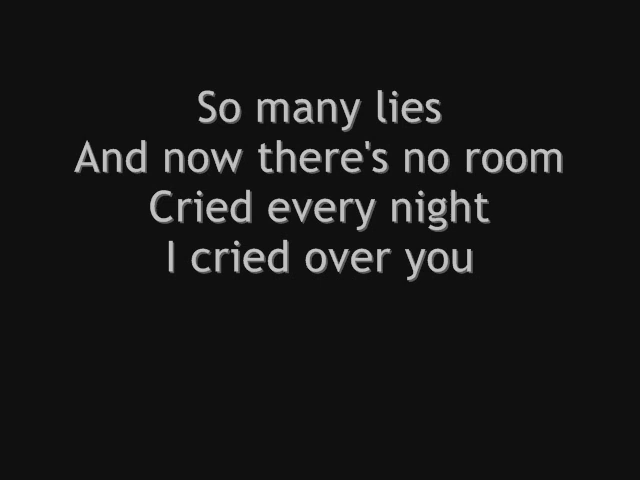 So many lies
And now there's no room
Cried every night
I cried over you